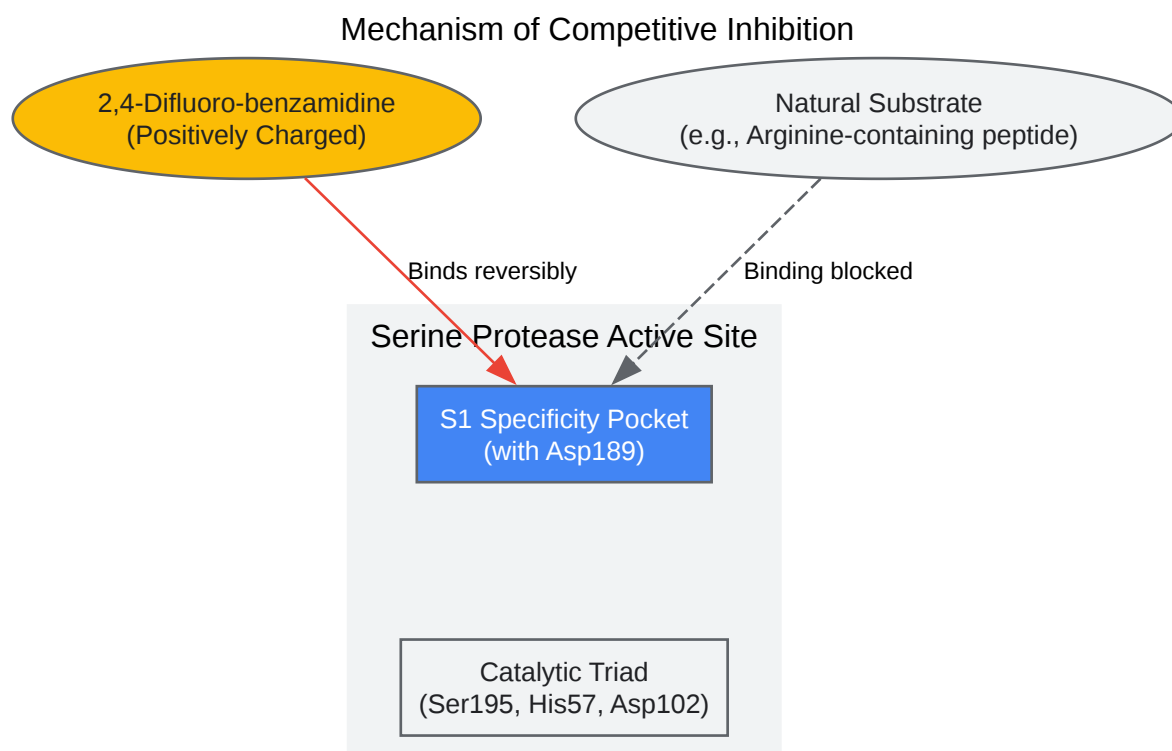 Mechanism of Competitive Inhibition
2,4-Difluoro-benzamidine
(Positively Charged)
Natural Substrate
(e.g., Arginine-containing peptide)
Binds reversibly
Binding blocked
Serine Protease Active Site
S1 Specificity Pocket
(with Asp189)
Catalytic Triad
(Ser195, His57, Asp102)